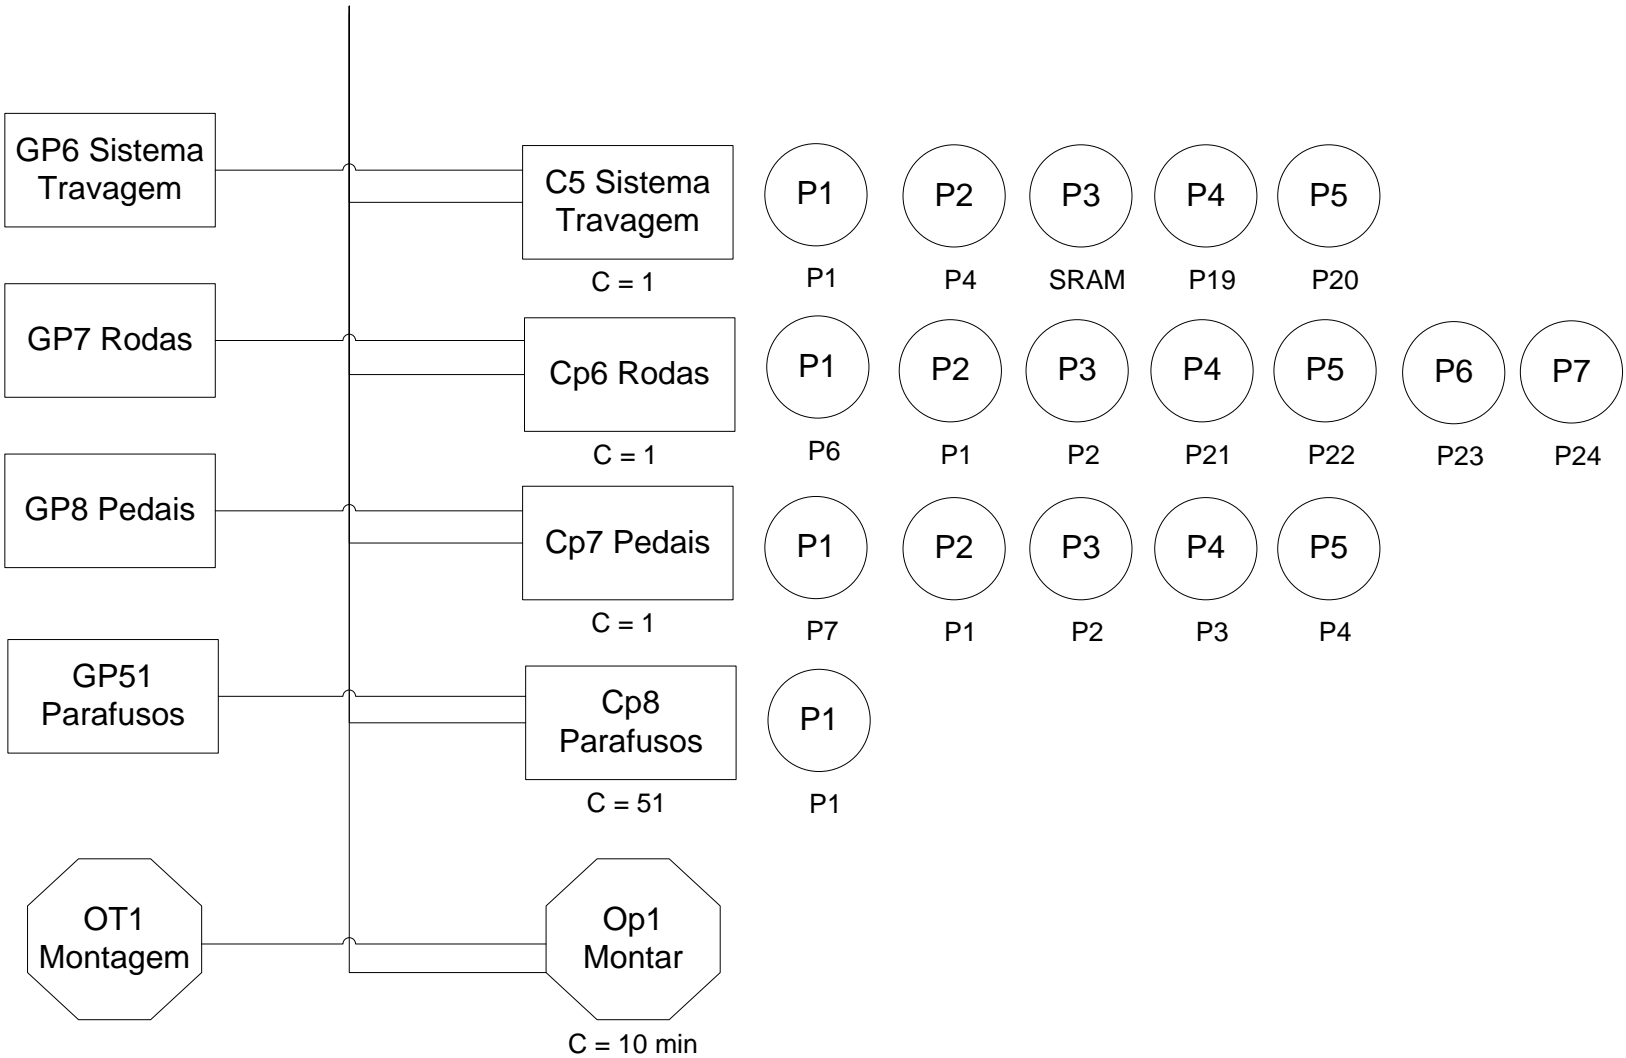 GP6 Sistema
Travagem
C5 Sistema
Travagem
P1 P2 P3 P4 P5
C = 1
P1 P4 SRAM P19 P20
GP7 Rodas
Cp6 Rodas
P1 P2 P3 P4 P5 P6 P7
C = 1
P6 P1 P2 P21 P22 P23 P24
GP8 Pedais
Cp7 Pedais
P1 P2 P3 P4 P5
C = 1
P7 P1 P2 P3 P4
GP51
Parafusos
Cp8
Parafusos
P1
C = 51
P1
OT1
Montagem
Op1
Montar
C = 10 min